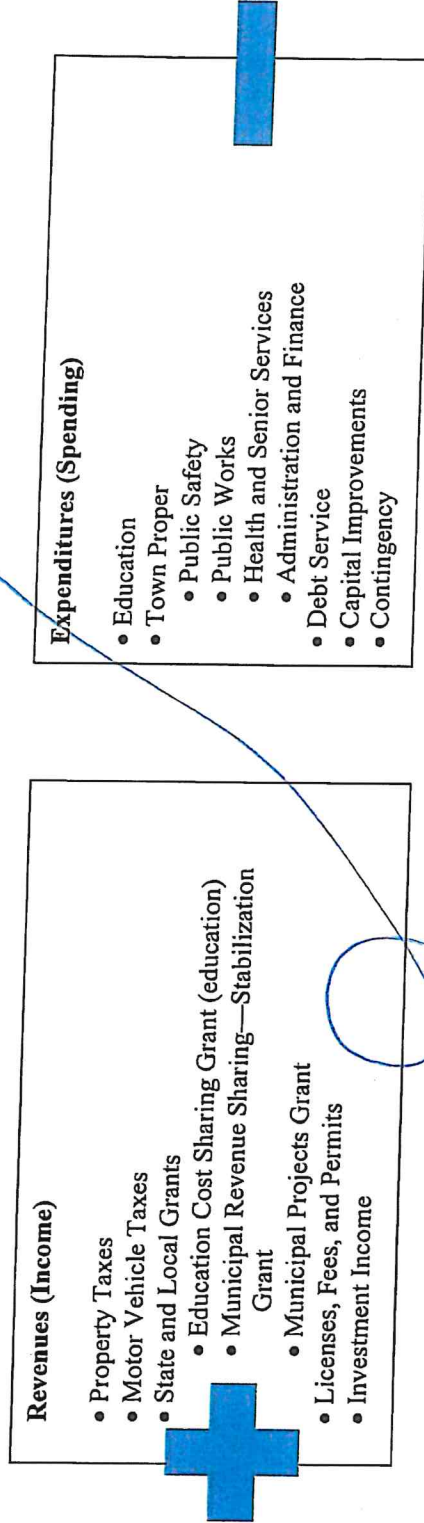 Revenues (Income)
• Property Taxes
• Motor Vehicle Taxes
• State and Local Grants
• Education Cost Sharing Grant (education)
• Municipal Revenue Sharing—Stabilization
Grant
• Municipal Projects Grant
• Licenses, Fees, and Permits
• Investment Income
Expenditures (Spending)
• Education
• Town Proper
• Public Safety
• Public Works
• Health and Senior Services
• Administration and Finance
• Debt Service
• Capital Improvements
• Contingency